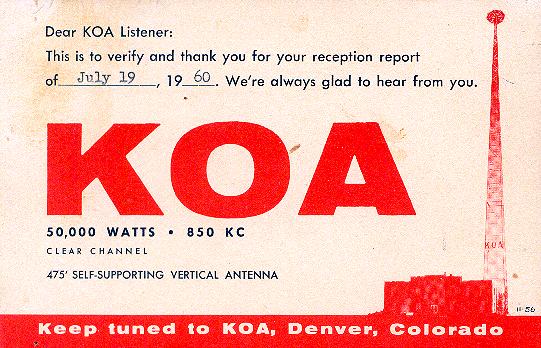 Dear KOA Listener:
This is to verify and thank you for your reception report
of July 19, 19 60. We're always glad to hear from you.
KOA
50,000 WATTS • 850 KC
CLEAR CHANNEL
475' SELF-SUPPORTING VERTICAL ANTENNA
KOA
11-56
Keep tuned to KOA, Denver, Colorado